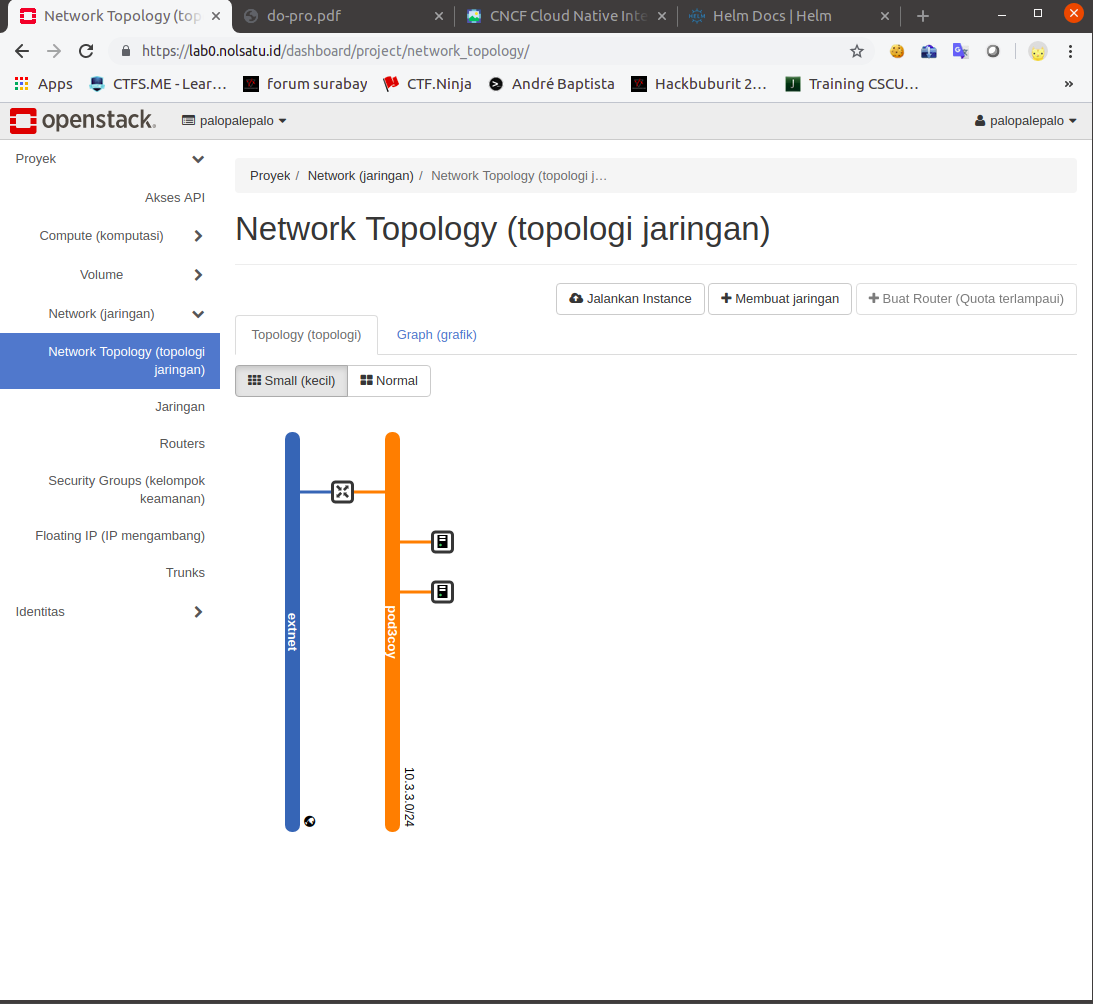 Network Topology (top
do-pro.pdf
CNCF Cloud Native Inte
Helm Docs | Helm
https://lab0.nolsatu.id/dashboard/project/network_topology/
Apps
CTFS.ME - Lear…
forum surabay
CTF.Ninja
André Baptista
Hackbuburit 2…
Training CSCU…
»
openstack.
palopalepalo
palopalepalo
Proyek
Akses API
Compute (komputasi)
Volume
Network (jaringan)
Network Topology (topologi
jaringan)
Jaringan
Routers
Security Groups (kelompok
keamanan)
Floating IP (IP mengambang)
Trunks
Identitas
Proyek / Network (jaringan) / Network Topology (topologi j…
Network Topology (topologi jaringan)
Jalankan Instance
Membuat jaringan
Buat Router (Quota terlampaui)
Topology (topologi)
Graph (grafik)
Small (kecil)
Normal
extnet
pod3coy
10.3.3.0/24